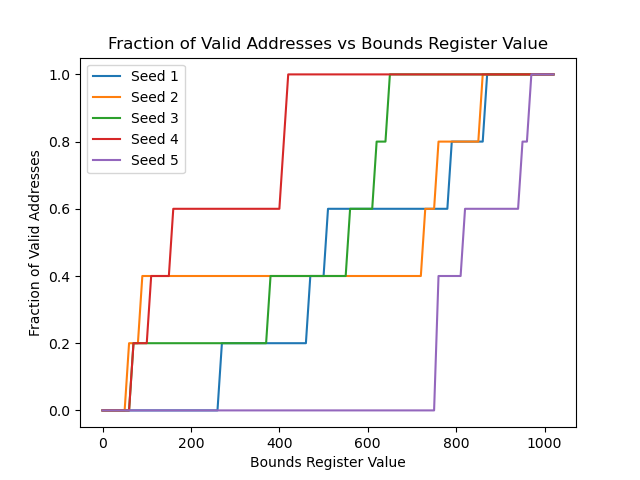 Fraction of Valid Addresses vs Bounds Register Value
Fraction of Valid Addresses
1.0
0.8
0.6
0.4
0.2
0.0
Seed 1
Seed 2
Seed 3
Seed 4
Seed 5
0 200 400 600 800 1000
Bounds Register Value